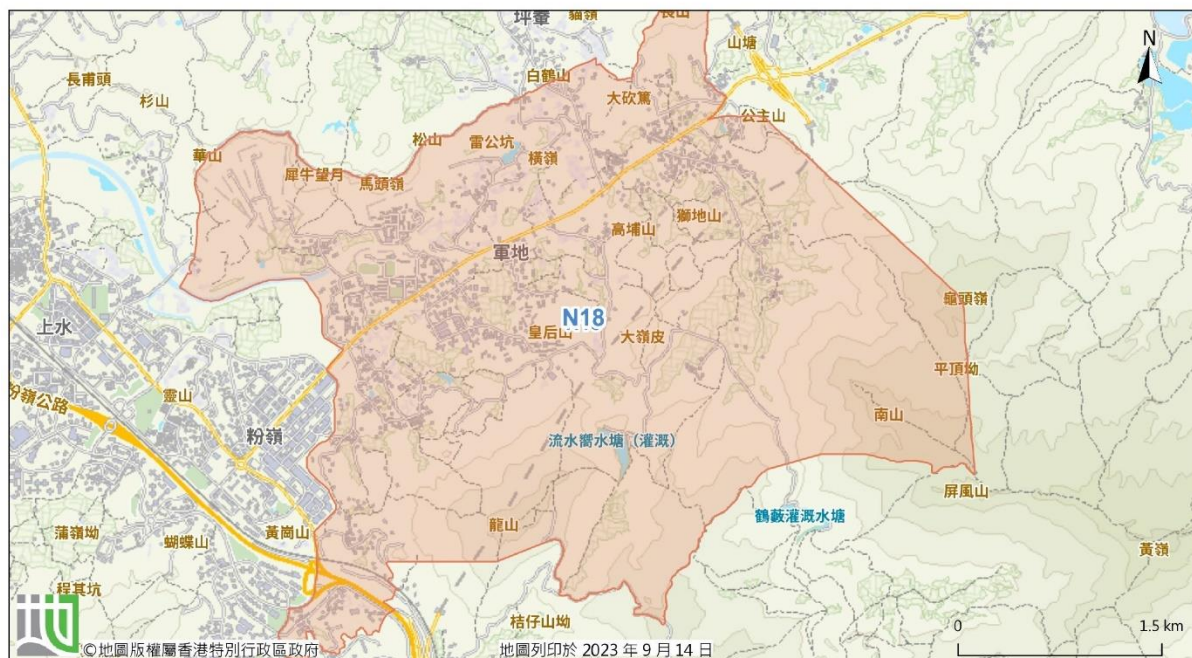 坪輋
貓嶺
長山
山塘
N
長甫頭
杉山
白鶴山
大砍篤
公主山
華山
松山
雷公坑
橫嶺
犀牛望月
馬頭嶺
獅地山
高埔山
軍地
龜頭嶺
N18
上水
皇后山
大嶺皮
平頂坳
粉嶺公路
靈山
南山
粉嶺
流水響水塘（灌溉）
屏風山
鶴藪灌溉水塘
龍山
蒲嶺坳
黃崗山
蝴蝶山
黃嶺
程其坑
桔仔山坳
0
1.5 km
©地圖版權屬香港特別行政區政府
地圖列印於 2023 年 9 月 14 日